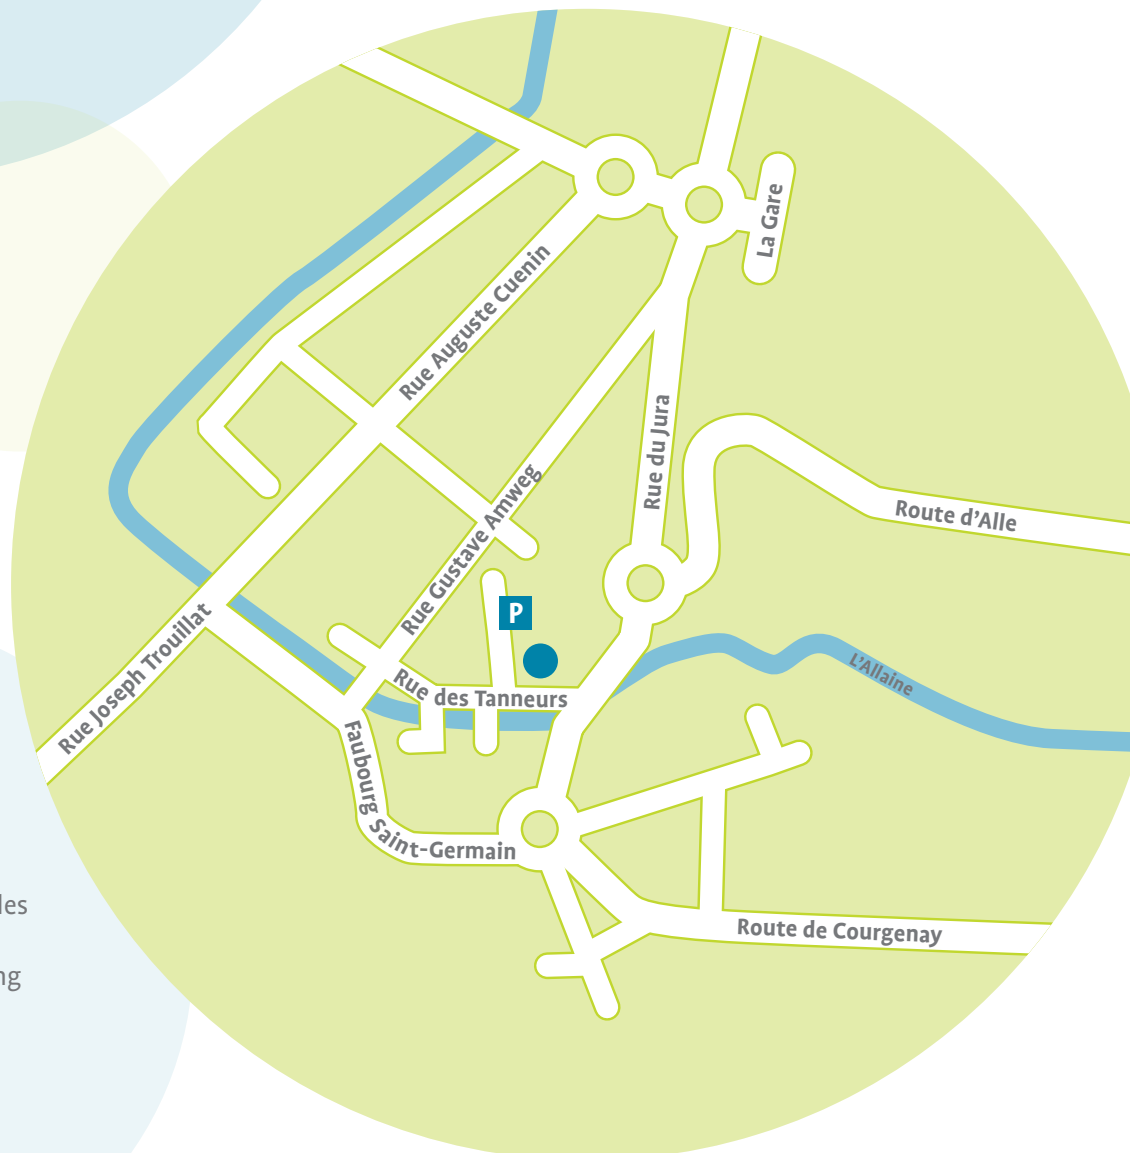 La Gare
Rue Auguste Cuenin
Rue du Jura
Rue Gustave Amweg
Route d’Alle
P
Rue Joseph Trouillat
Rue des Tanneurs
L’Allaine
Faubourg Saint-Germain
Route de Courgenay